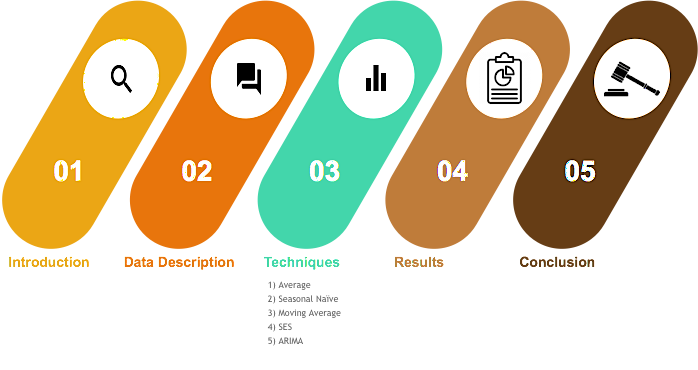 01 02 03 04 05
Introduction Data Description Techniques Results Conclusion
1) Average
2) Seasonal Naïve
3) Moving Average
4) SES
5) ARIMA